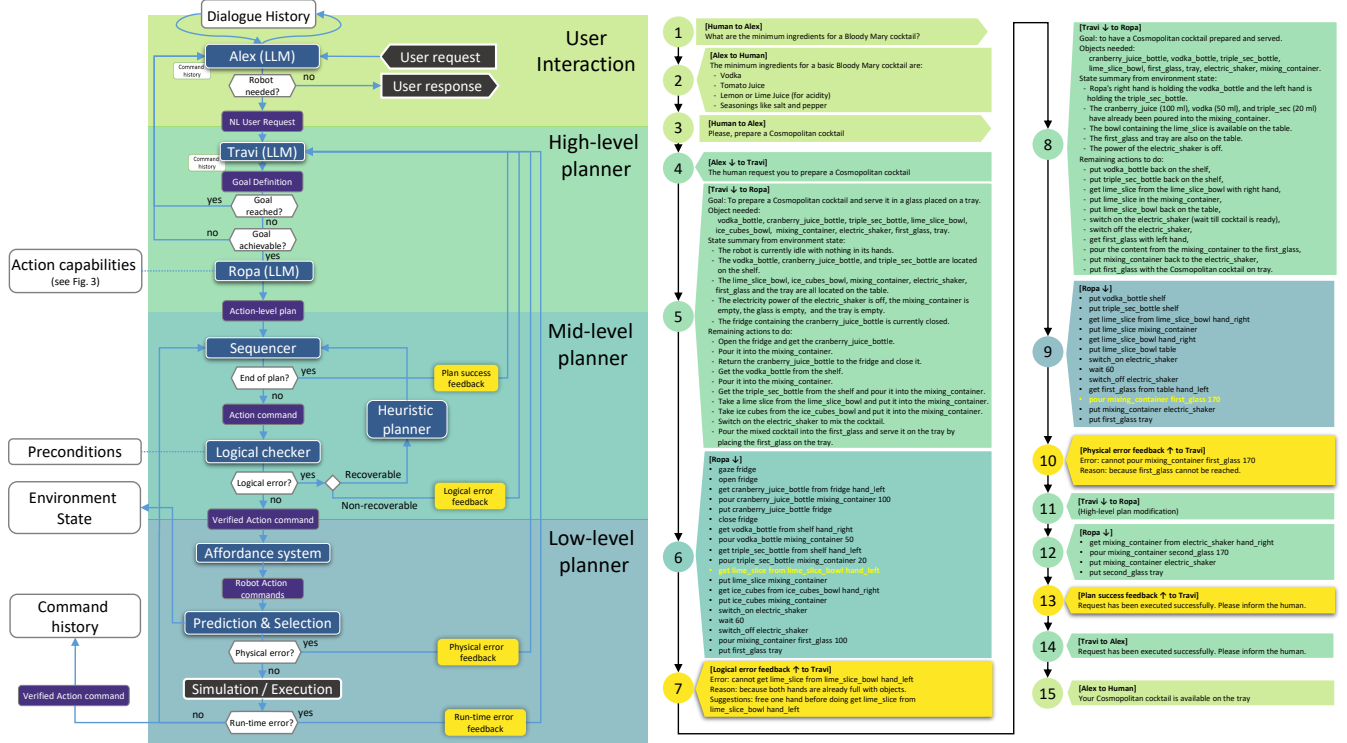 Dialogue History
User
Interaction
Alex (LLM)
Command
history
User request
Robot
needed?
no
User response
yes
NL User Request
High-level
planner
Travi (LLM)
Command
history
Goal Definition
yes
Goal
reached?
no
no
Goal
achievable?
yes
Action capabilities
(see Fig. 3)
Ropa (LLM)
Action-level plan
Mid-level
planner
Sequencer
End of plan?
yes
Plan success
feedback
no
Action command
Heuristic
planner
Preconditions
Logical checker
Recoverable
Logical error?
yes
Non-recoverable
Logical error
feedback
no
Environment
State
Verified Action command
Low-level
planner
Affordance system
Robot Action
commands
Command
history
Prediction & Selection
yes
Physical error?
Physical error
feedback
no
Simulation / Execution
Verified Action command
no
Run-time error?
yes
Run-time error
feedback
1
[Human to Alex]
What are the minimum ingredients for a Bloody Mary cocktail?
2
[Alex to Human]
The minimum ingredients for a basic Bloody Mary cocktail are:
- Vodka
- Tomato Juice
- Lemon or Lime Juice (for acidity)
- Seasonings like salt and pepper
3
[Human to Alex]
Please, prepare a Cosmopolitan cocktail
4
[Alex ↓ to Travi]
The human request you to prepare a Cosmopolitan cocktail
5
[Travi ↓ to Ropa]
Goal: To prepare a Cosmopolitan cocktail and serve it in a glass placed on a tray.
Object needed:
vodka_bottle, cranberry_juice_bottle, triple_sec_bottle, lime_slice_bowl,
ice_cubes_bowl, mixing_container, electric_shaker, first_glass, tray.
State summary from environment state:
- The robot is currently idle with nothing in its hands.
- The vodka_bottle, cranberry_juice_bottle, and triple_sec_bottle are located
on the shelf.
- The lime_slice_bowl, ice_cubes_bowl, mixing_container, electric_shaker,
first_glass and the tray are all located on the table.
- The electricity power of the electric_shaker is off, the mixing_container is
empty, the glass is empty, and the tray is empty.
- The fridge containing the cranberry_juice_bottle is currently closed.
Remaining actions to do:
- Open the fridge and get the cranberry_juice_bottle.
- Pour it into the mixing_container.
- Return the cranberry_juice_bottle to the fridge and close it.
- Get the vodka_bottle from the shelf.
- Pour it into the mixing_container.
- Get the triple_sec_bottle from the shelf and pour it into the mixing_container.
- Take a lime slice from the lime_slice_bowl and put it into the mixing_container.
- Take ice cubes from the ice_cubes_bowl and put it into the mixing_container.
- Switch on the electric_shaker to mix the cocktail.
- Pour the mixed cocktail into the first_glass and serve it on the tray by
placing the first_glass on the tray.
6
[Ropa ↓]
• gaze fridge
• open fridge
• get cranberry_juice_bottle from fridge hand_left
• pour cranberry_juice_bottle mixing_container 100
• put cranberry_juice_bottle fridge
• close fridge
• get vodka_bottle from shelf hand_right
• pour vodka_bottle mixing_container 50
• get triple_sec_bottle from shelf hand_left
• pour triple_sec_bottle mixing_container 20
• get lime_slice from lime_slice_bowl hand_left
• put lime_slice mixing_container
• get ice_cubes from ice_cubes_bowl hand_right
• put ice_cubes mixing_container
• switch_on electric_shaker
• wait 60
• switch_off electric_shaker
• pour mixing_container first_glass 100
• put first_glass tray
7
[Logical error feedback ↑ to Travi]
Error: cannot get lime_slice from lime_slice_bowl hand_left
Reason: because both hands are already full with objects.
Suggestions: free one hand before doing get lime_slice from
lime_slice_bowl hand_left
8
[Travi ↓ to Ropa]
Goal: to have a Cosmopolitan cocktail prepared and served.
Objects needed:
cranberry_juice_bottle, vodka_bottle, triple_sec_bottle,
lime_slice_bowl, first_glass, tray, electric_shaker, mixing_container.
State summary from environment state:
- Ropa's right hand is holding the vodka_bottle and the left hand is
holding the triple_sec_bottle.
- The cranberry_juice (100 ml), vodka (50 ml), and triple_sec (20 ml)
have already been poured into the mixing_container.
- The bowl containing the lime_slice is available on the table.
- The first_glass and tray are also on the table.
- The power of the electric_shaker is off.
Remaining actions to do:
- put vodka_bottle back on the shelf,
- put triple_sec_bottle back on the shelf,
- get lime_slice from the lime_slice_bowl with right hand,
- put lime_slice in the mixing_container,
- put lime_slice_bowl back on the table,
- switch on the electric_shaker (wait till cocktail is ready),
- switch off the electric_shaker,
- get first_glass with left hand,
- pour the content from the mixing_container to the first_glass,
- put mixing_container back to the electric_shaker,
- put first_glass with the Cosmopolitan cocktail on tray.
9
[Ropa ↓]
• put vodka_bottle shelf
• put triple_sec_bottle shelf
• get lime_slice from lime_slice_bowl hand_right
• put lime_slice mixing_container
• get lime_slice_bowl hand_right
• put lime_slice_bowl table
• switch_on electric_shaker
• wait 60
• switch_off electric_shaker
• get first_glass from table hand_left
• pour mixing_container first_glass 170
• put mixing_container electric_shaker
• put first_glass tray
10
[Physical error feedback ↑ to Travi]
Error: cannot pour mixing_container first_glass 170
Reason: because first_glass cannot be reached.
11
[Travi ↓ to Ropa]
(High-level plan modification)
12
[Ropa ↓]
• get mixing_container from electric_shaker hand_right
• pour mixing_container second_glass 170
• put mixing_container electric_shaker
• put second_glass tray
13
[Plan success feedback ↑ to Travi]
Request has been executed successfully. Please inform the human.
14
[Travi to Alex]
Request has been executed successfully. Please inform the human.
15
[Alex to Human]
Your Cosmopolitan cocktail is available on the tray